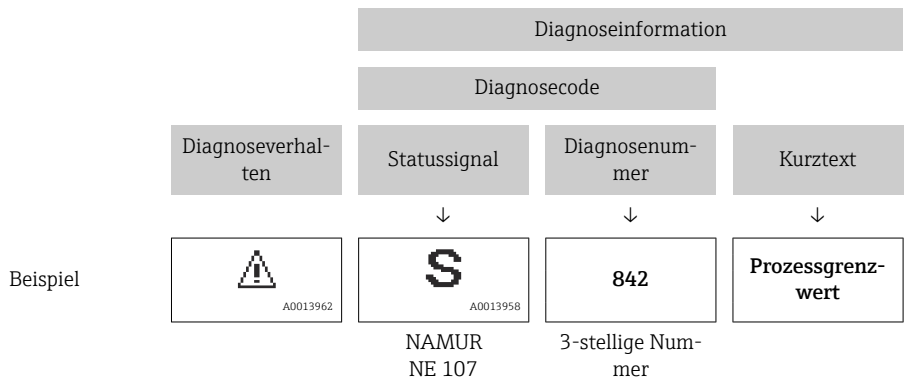 Diagnoseinformation
Diagnosecode
Diagnoseverhal-
ten
Statussignal
Diagnosenum-
mer
Kurztext
↓ ↓ ↓
Beispiel
A0013962
S
A0013958
842
Prozessgrenz-
wert
NAMUR
NE 107
3-stellige Num-
mer